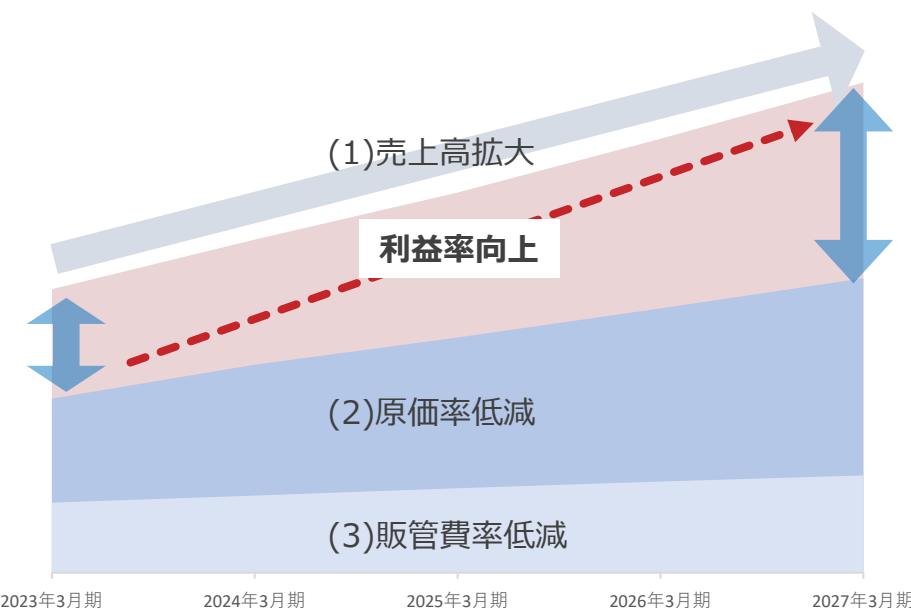 (1)売上高拡大
利益率向上
(2)原価率低減
(3)販管費率低減
2023年3月期
2024年3月期
2025年3月期
2026年3月期
2027年3月期